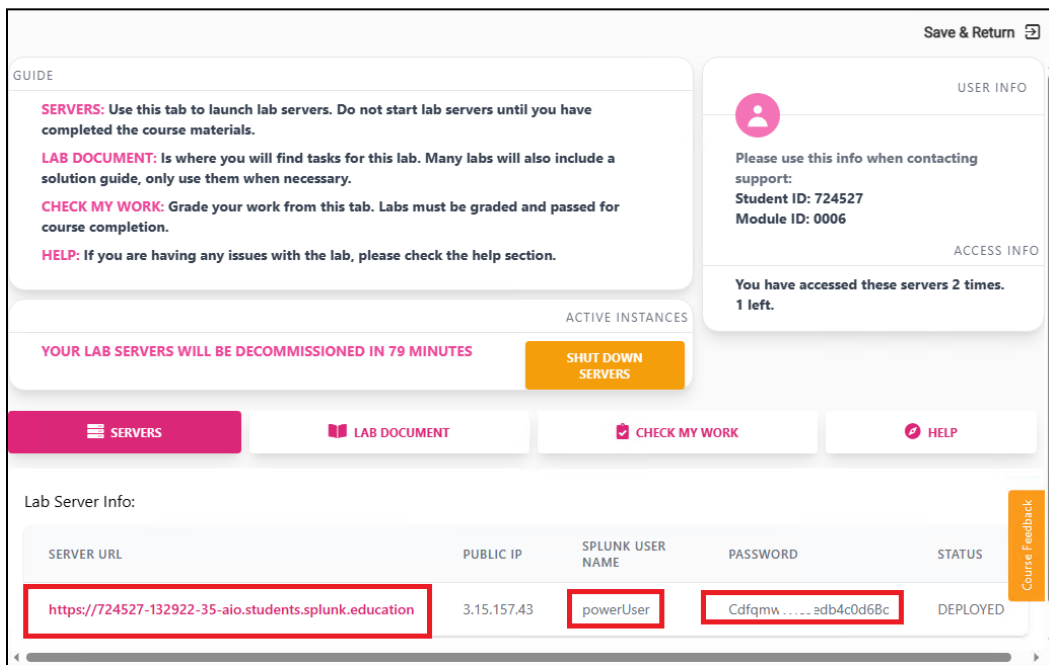 Save & Return
GUIDE
SERVERS: Use this tab to launch lab servers. Do not start lab servers until you have
completed the course materials.
LAB DOCUMENT: Is where you will find tasks for this lab. Many labs will also include a
solution guide, only use them when necessary.
CHECK MY WORK: Grade your work from this tab. Labs must be graded and passed for
course completion.
HELP: If you are having any issues with the lab, please check the help section.
USER INFO
Please use this info when contacting
support:
Student ID: 724527
Module ID: 0006
ACCESS INFO
You have accessed these servers 2 times.
1 left.
ACTIVE INSTANCES
YOUR LAB SERVERS WILL BE DECOMMISSIONED IN 79 MINUTES
SHUT DOWN
SERVERS
SERVERS
LAB DOCUMENT
CHECK MY WORK
HELP
Course Feedback
Lab Server Info:
SERVER URL
PUBLIC IP
SPLUNK USER
NAME
PASSWORD
STATUS
https://724527-132922-35-aio.students.splunk.education
3.15.157.43
powerUser
DEPLOYED